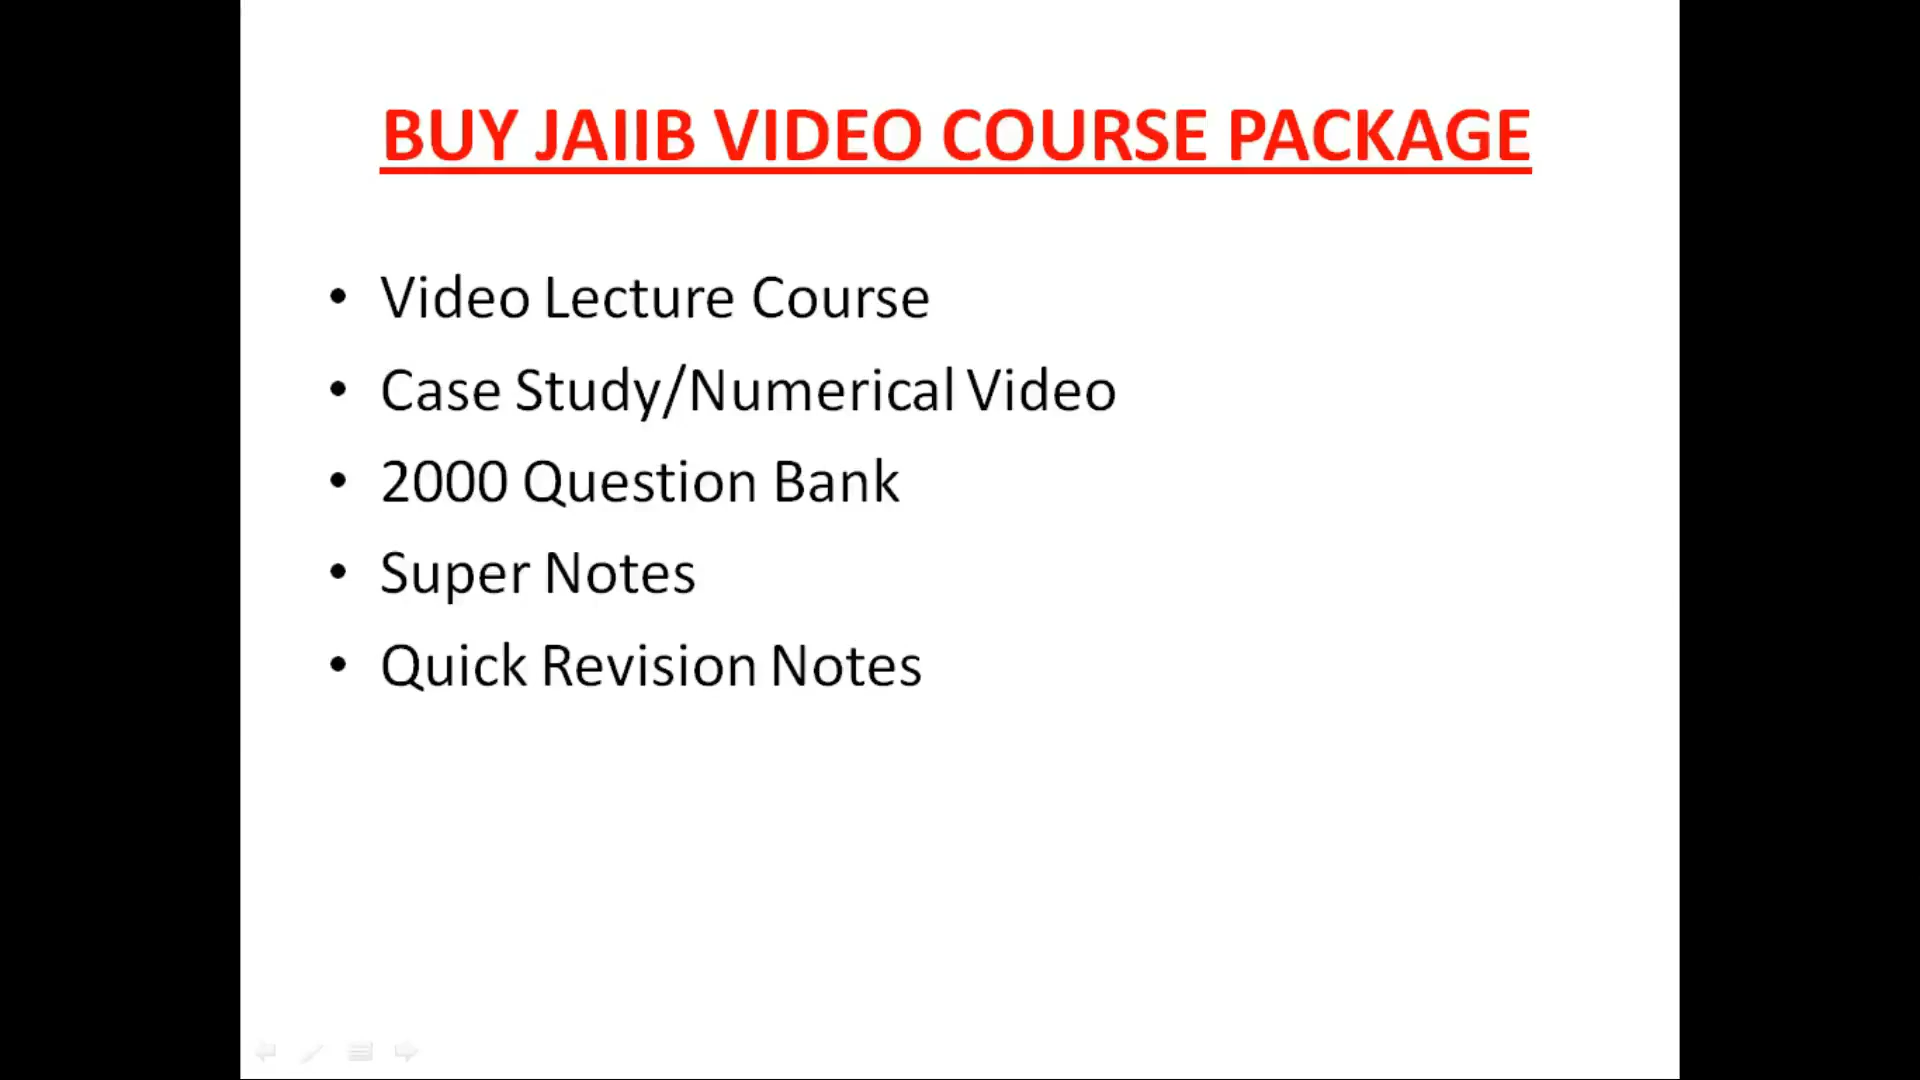 BUY JAIIB VIDEO COURSE PACKAGE
• Video Lecture Course
• Case Study/Numerical Video
• 2000 Question Bank
• Super Notes
• Quick Revision Notes